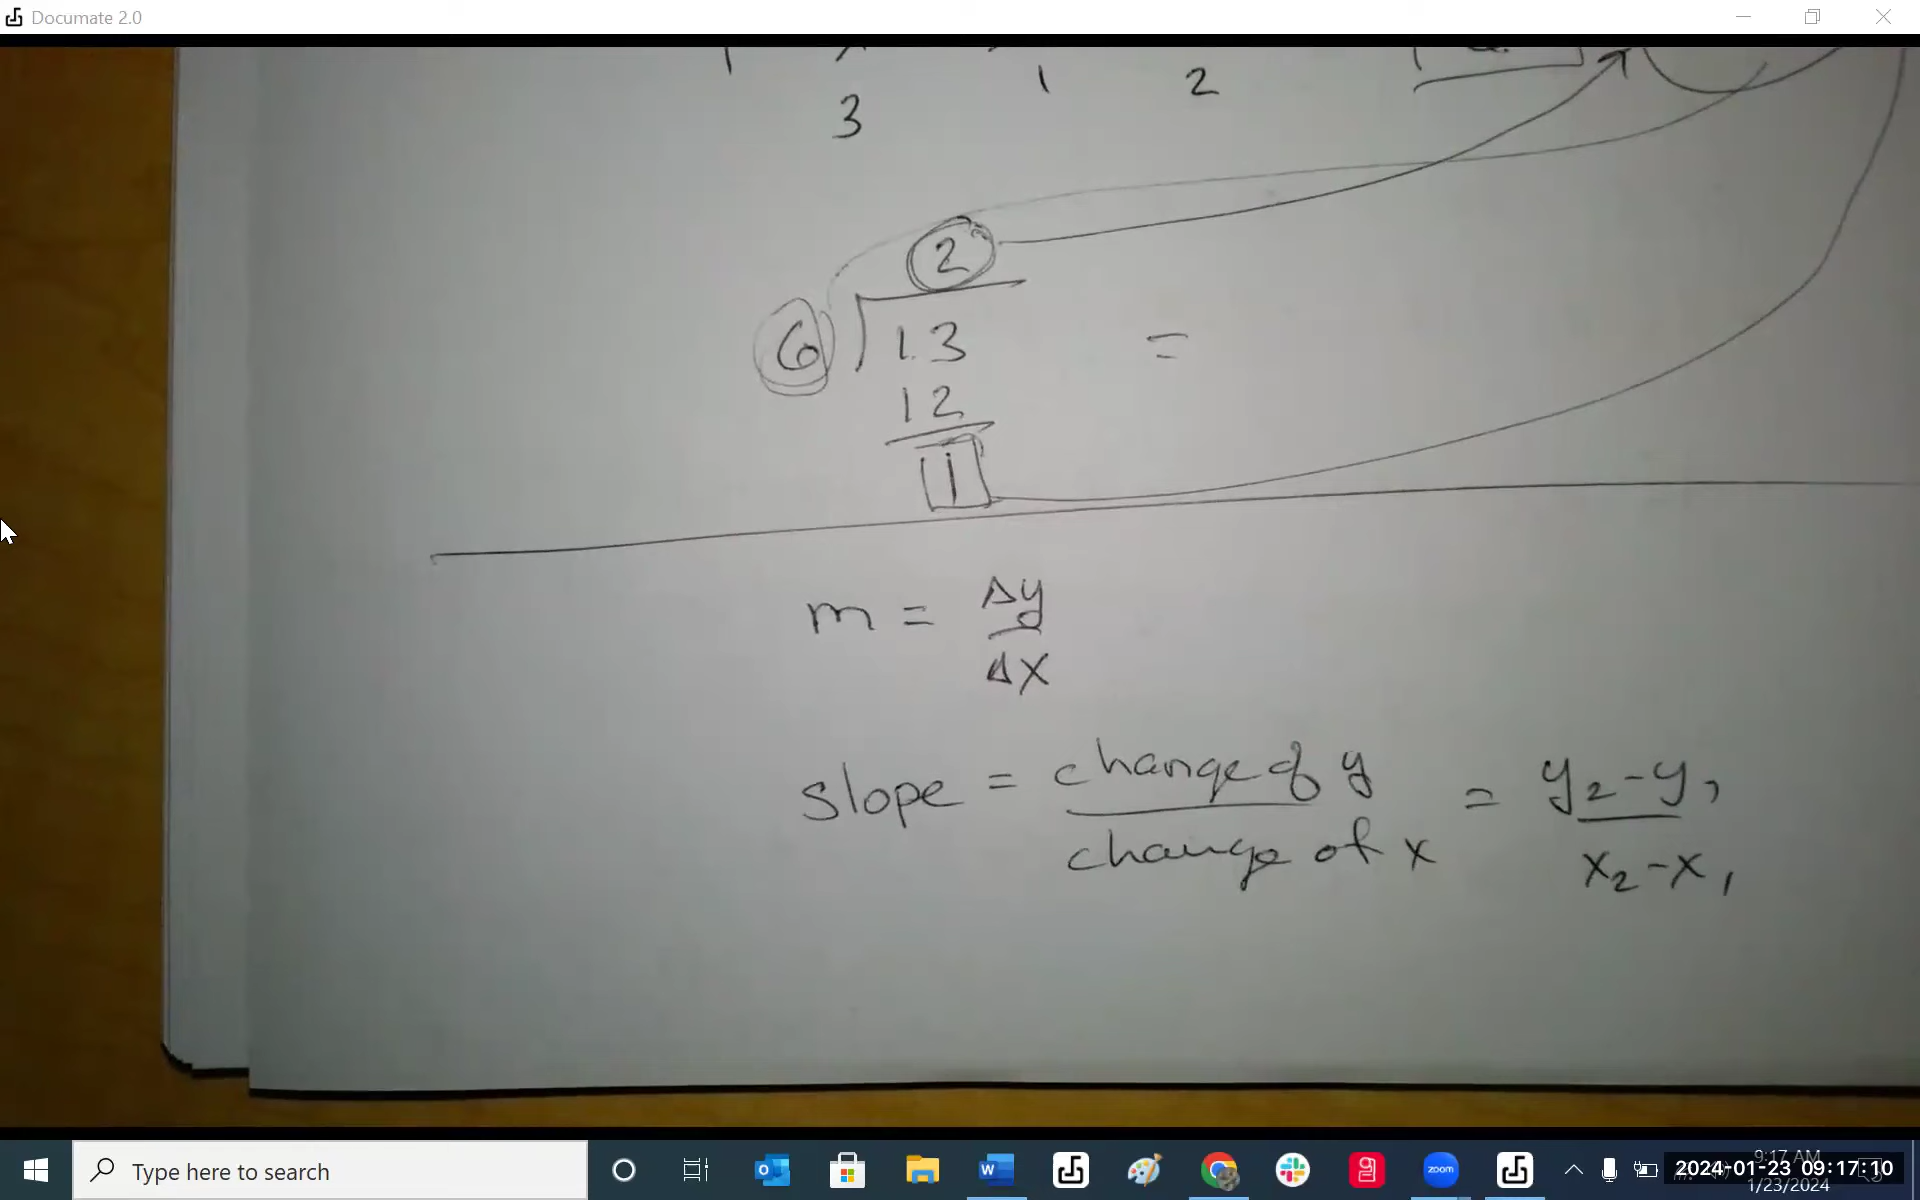 Documate 2.0
1 2
3
2
6 13 =
12
1
m = Δy
Δx
slope = change of y = y₂-y₁
change of x x₂-x₁
Type here to search
zoom
9:17 AM
2024-01-23 09:17:10
1/23/2024